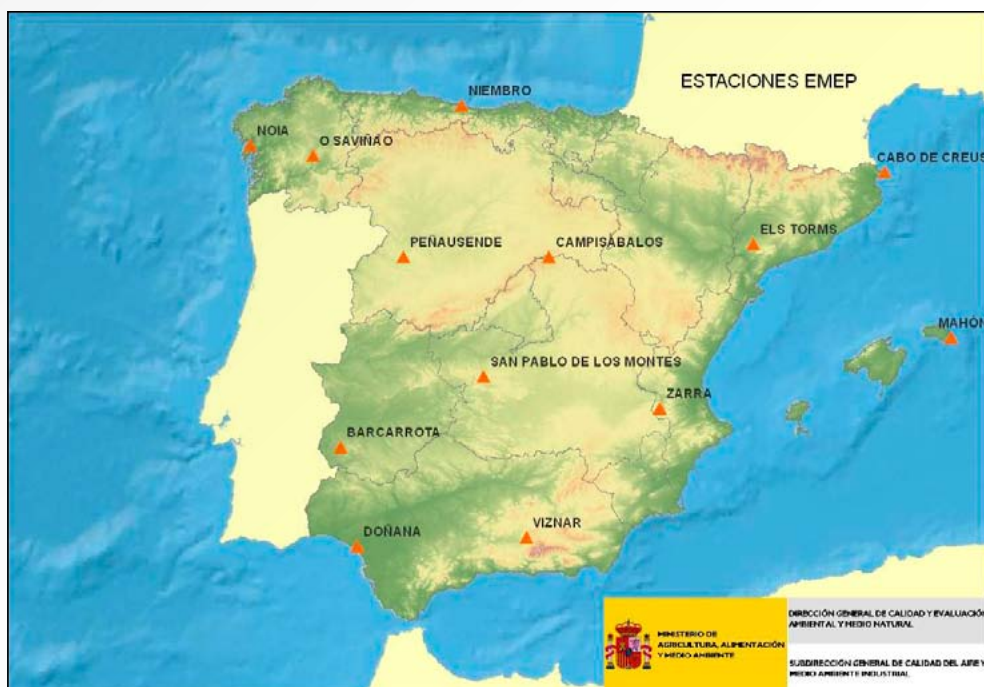 ESTACIONES EMEP
NIEMBRO
NOIA
O SAVIÑAO
CABO DE CREUS
ELS TORMS
PEÑAUSENDE
CAMPISÁBALOS
MAHÓN
SAN PABLO DE LOS MONTES
ZARRA
BARCARROTA
DOÑANA
VIZNAR
MINISTERIO DE
AGRICULTURA, ALIMENTACIÓN
Y MEDIO AMBIENTE
DIRECCIÓN GENERAL DE CALIDAD Y EVALUACIÓN
AMBIENTAL Y MEDIO NATURAL
SUBDIRECCIÓN GENERAL DE CALIDAD DEL AIRE Y
MEDIO AMBIENTE INDUSTRIAL